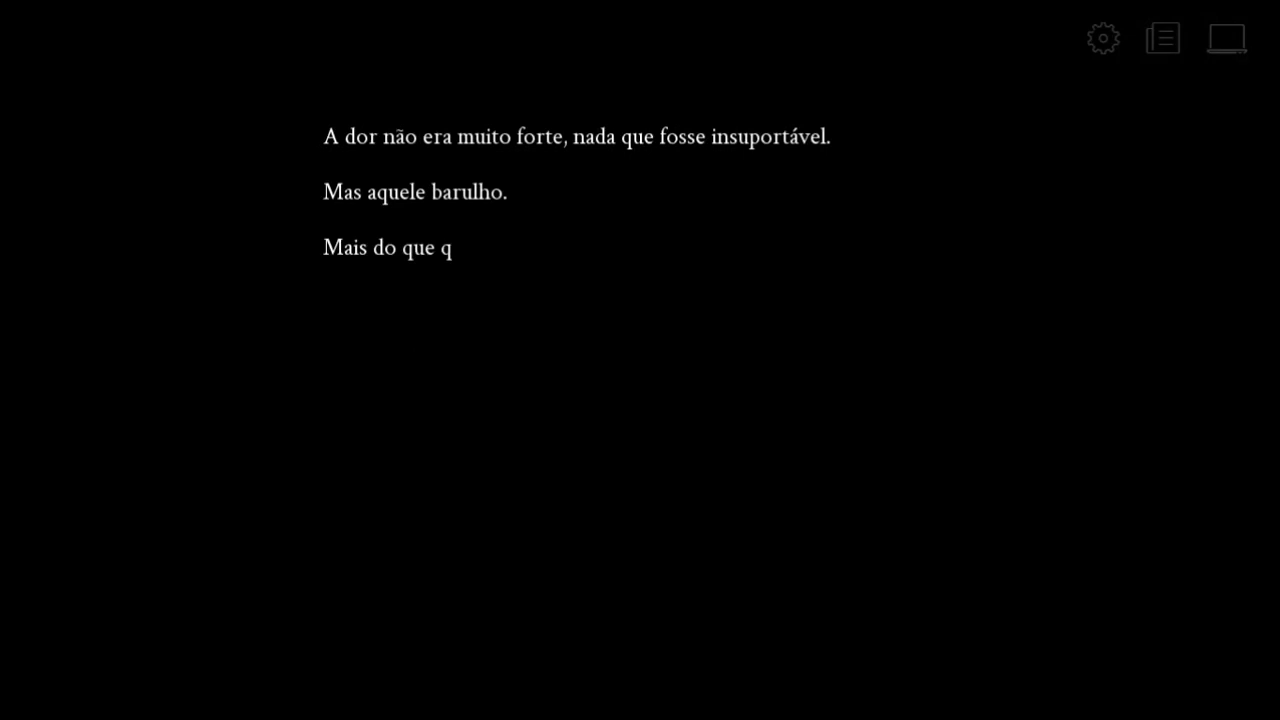 A dor não era muito forte, nada que fosse insuportável.
Mas aquele barulho.
Mais do que q